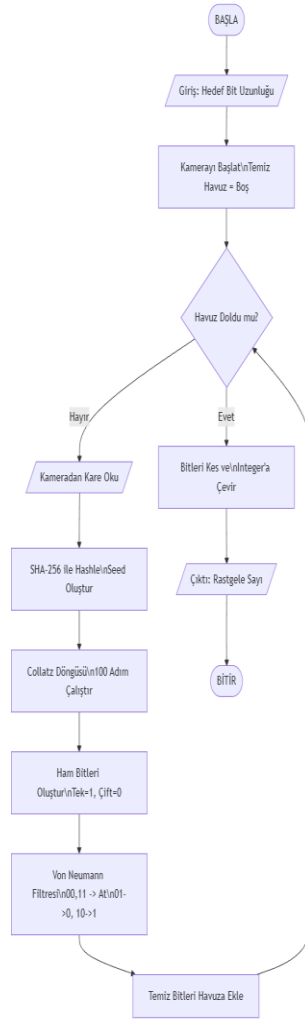 BAŞLA
Giriş: Hedef Bit Uzunluğu
Kamerayı Başlat\nTemiz
Havuz = Boş
Havuz Doldu mu?
Hayır
Evet
Kameradan Kare Oku
Bitleri Kes ve\nInteger'a
Çevir
SHA-256 ile Hashle\nSeed
Oluştur
Çıktı: Rastgele Sayı
Collatz Döngüsü\n100 Adım
Çalıştır
BİTİR
Ham Bitleri
Oluştur\nTek=1, Çift=0
Von Neumann
Filtresi\n00,11 -> At\n01-
>0, 10->1
Temiz Bitleri Havuza Ekle